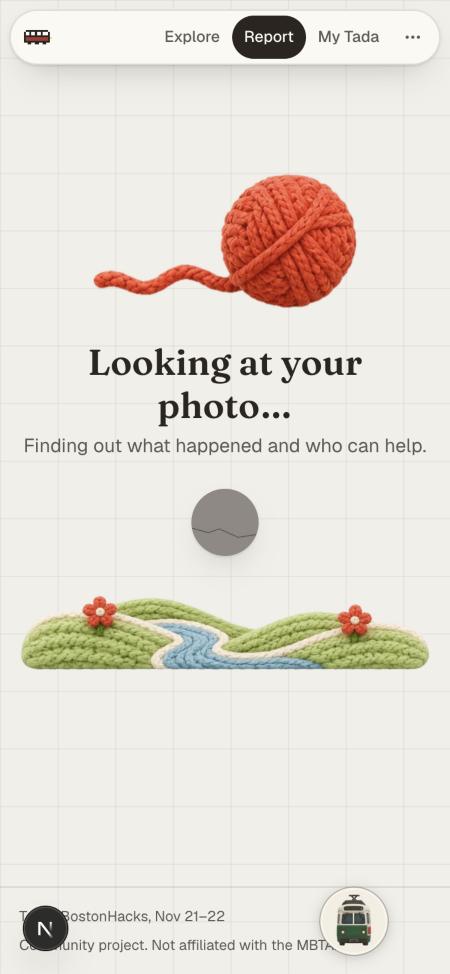 Explore Report My Tada
Looking at your
photo...
Finding out what happened and who can help.
BostonHacks, Nov 21–22
N
project. Not affiliated with the MBTA